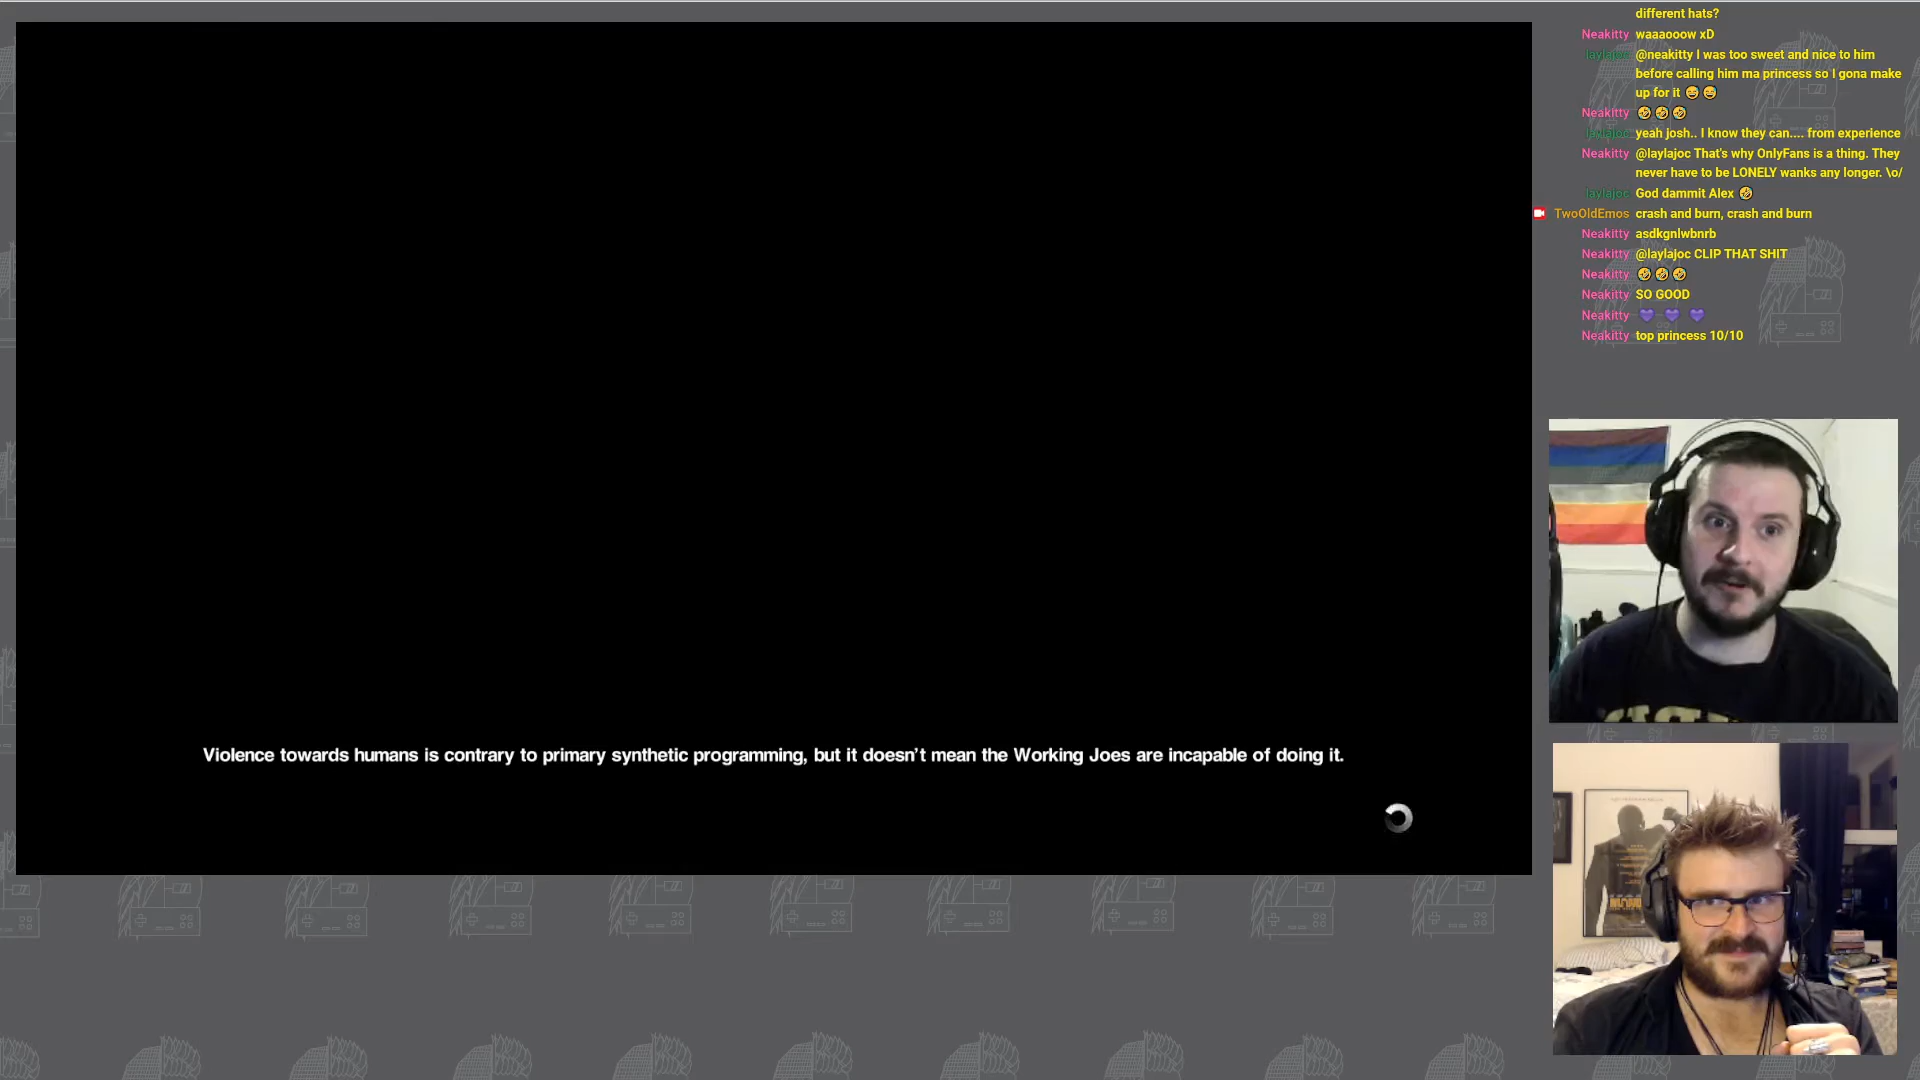 different hats?
Neakitty waaaooow xD
laylajoc @neakitty I was too sweet and nice to him
before calling him ma princess so I gona make
up for it 😅 😅
Neakitty 🤣 🤣 🤣
laylajoc yeah josh.. I know they can.... from experience
Neakitty @laylajoc That's why OnlyFans is a thing. They
never have to be LONELY wanks any longer. \o/
laylajoc God dammit Alex 🤣
TwoOldEmos crash and burn, crash and burn
Neakitty asdkgnlwbnrb
Neakitty @laylajoc CLIP THAT SHIT
Neakitty 🤣 🤣 🤣
Neakitty SO GOOD
Neakitty 💜 💜 💜
Neakitty top princess 10/10
Violence towards humans is contrary to primary synthetic programming, but it doesn't mean the Working Joes are incapable of doing it.